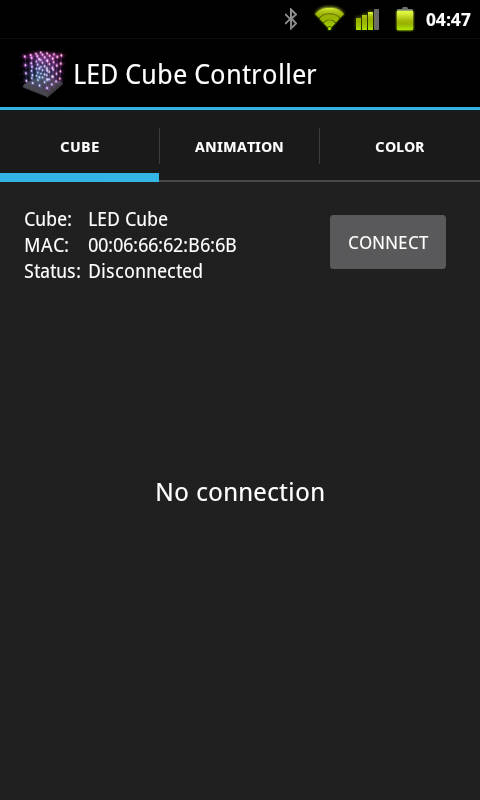 04:47
LED Cube Controller
CUBE ANIMATION COLOR
Cube: LED Cube
MAC: 00:06:66:62:B6:6B
Status: Disconnected
CONNECT
No connection